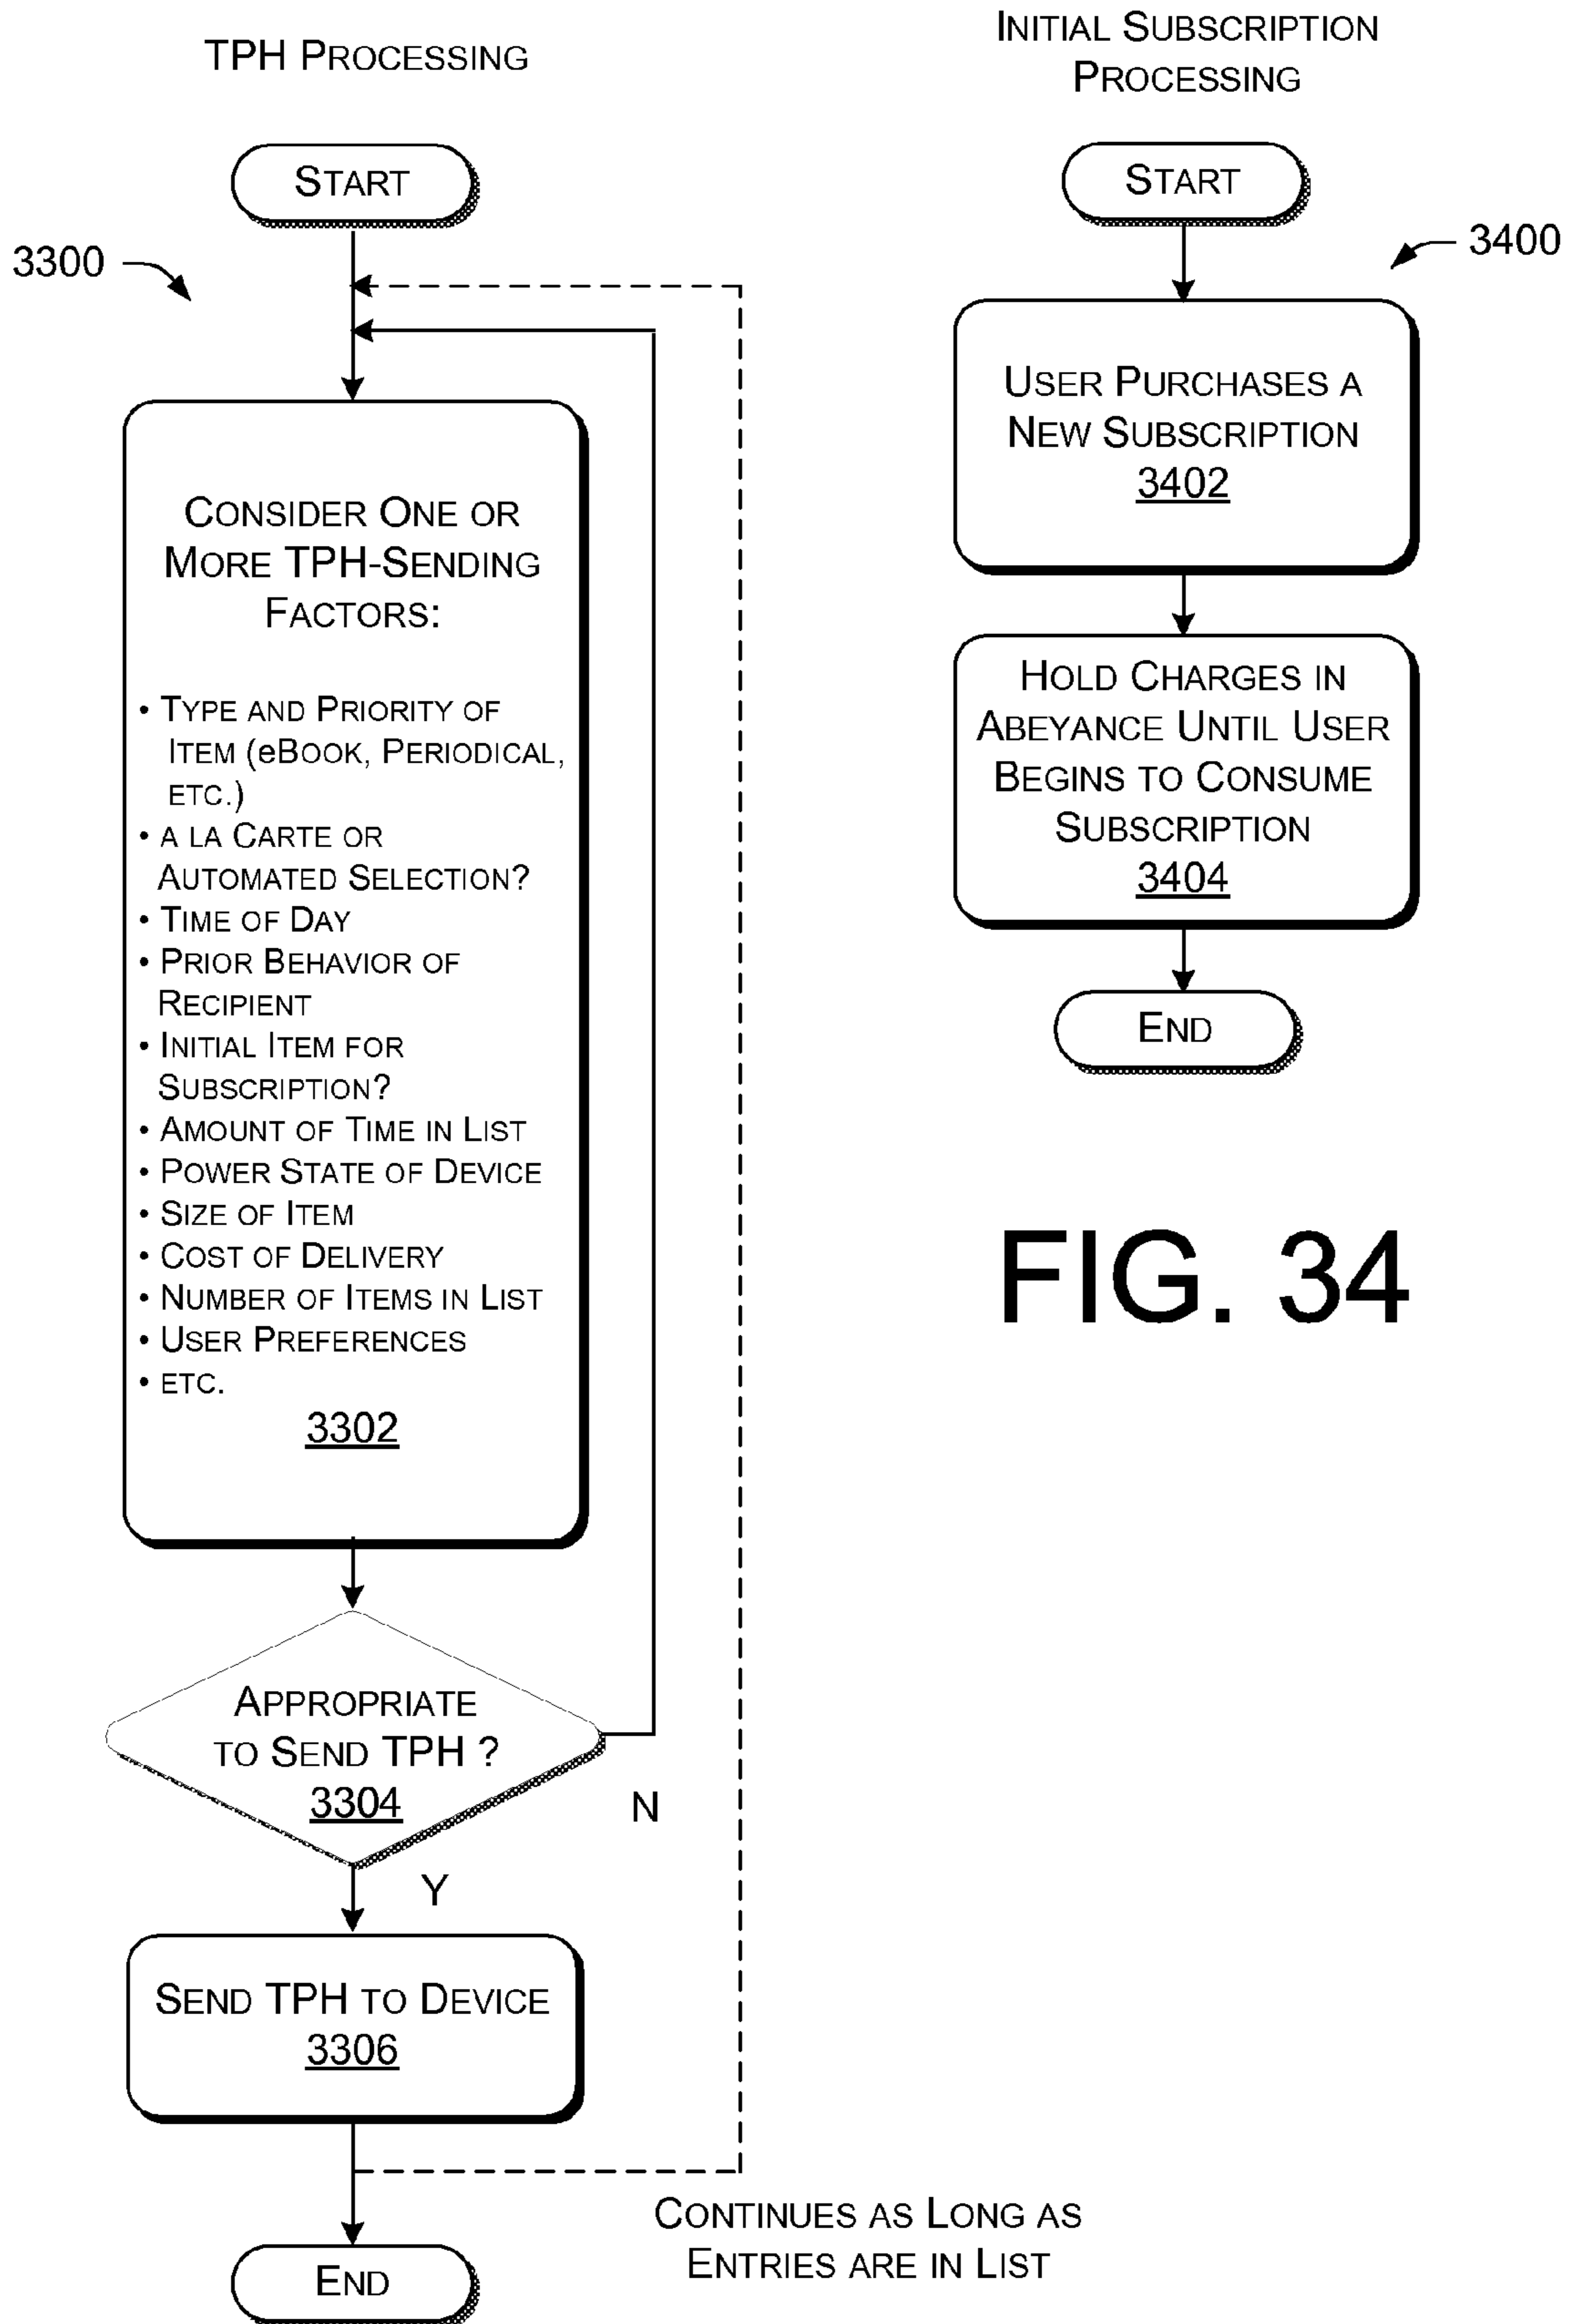 TPH PROCESSING
START
3300
CONSIDER ONE OR
MORE TPH-SENDING
FACTORS:
• TYPE AND PRIORITY OF
ITEM (eBOOK, PERIODICAL,
ETC.)
• A LA CARTE OR
AUTOMATED SELECTION?
• TIME OF DAY
• PRIOR BEHAVIOR OF
RECIPIENT
• INITIAL ITEM FOR
SUBSCRIPTION?
• AMOUNT OF TIME IN LIST
• POWER STATE OF DEVICE
• SIZE OF ITEM
• COST OF DELIVERY
• NUMBER OF ITEMS IN LIST
• USER PREFERENCES
• ETC.
3302
APPROPRIATE
TO SEND TPH ?
3304
N
Y
SEND TPH TO DEVICE
3306
CONTINUES AS LONG AS
ENTRIES ARE IN LIST
END
INITIAL SUBSCRIPTION
PROCESSING
START
3400
USER PURCHASES A
NEW SUBSCRIPTION
3402
HOLD CHARGES IN
ABEYANCE UNTIL USER
BEGINS TO CONSUME
SUBSCRIPTION
3404
END
FIG. 34